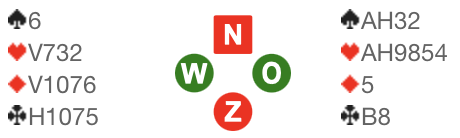 ♠6
♥V732
♦V1076
♣H1075
N
W O
Z
♠AH32
♥AH9854
♦5
♣B8